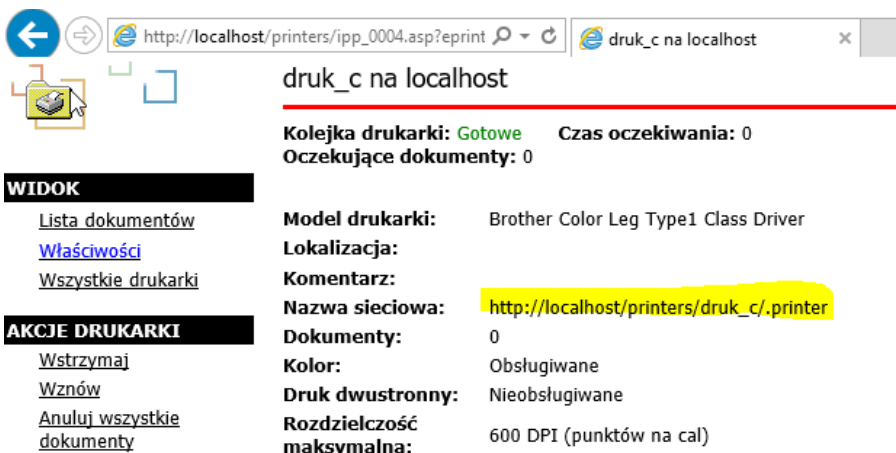 http://localhost/printers/ipp_0004.asp?eprint
druk_c na localhost
druk_c na localhost
Kolejka drukarki: Gotowe Czas oczekiwania: 0
Oczekujące dokumenty: 0
WIDOK
Lista dokumentów
Właściwości
Wszystkie drukarki
AKCJE DRUKARKI
Wstrzymaj
Wznów
Anuluj wszystkie
dokumenty
Model drukarki: Brother Color Leg Type1 Class Driver
Lokalizacja:
Komentarz:
Nazwa sieciowa: http://localhost/printers/druk_c/.printer
Dokumenty: 0
Kolor: Obsługiwane
Druk dwustronny: Nieobsługiwane
Rozdzielczość
maksymalna: 600 DPI (punktów na cal)